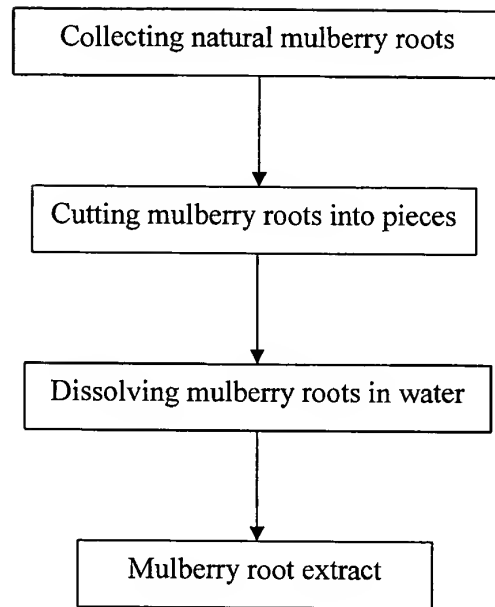 Collecting natural mulberry roots
Cutting mulberry roots into pieces
Dissolving mulberry roots in water
Mulberry root extract